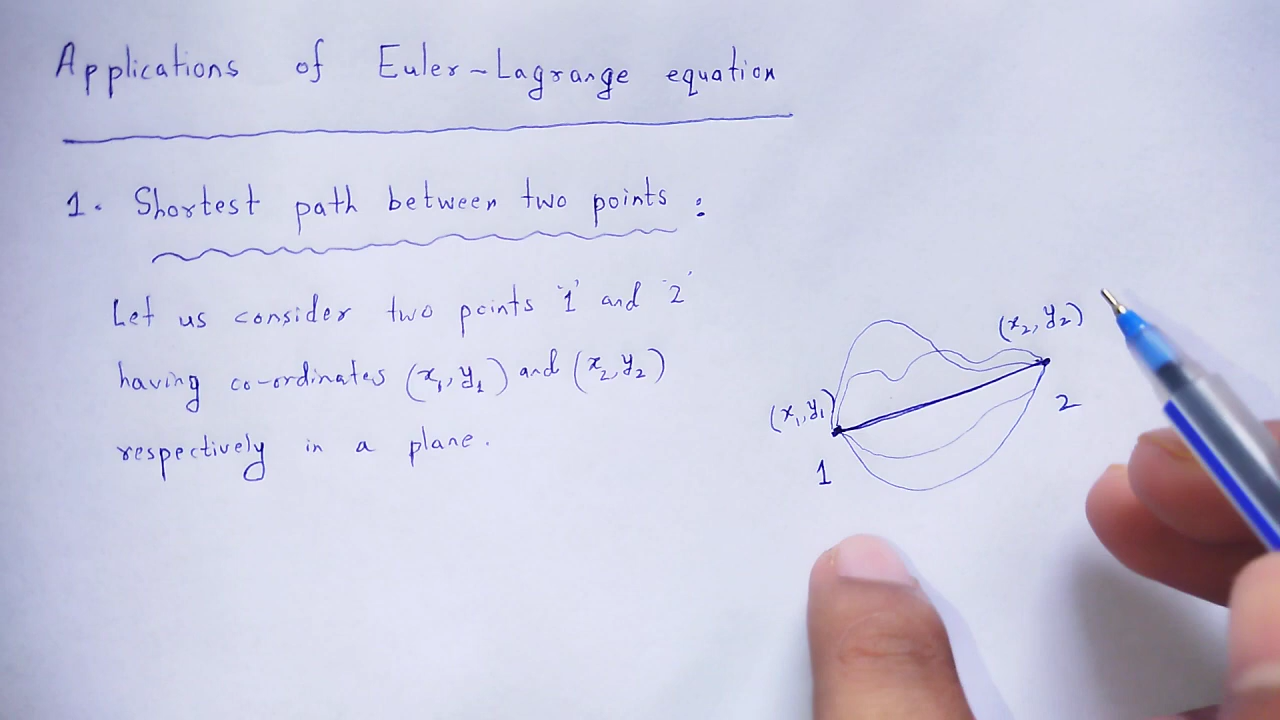 Applications of Euler-Lagrange equation
1. Shortest path between two points :
Let us consider two points '1' and '2'
having co-ordinates (x₁, y₁) and (x₂, y₂)
respectively in a plane.
(x₂, y₂)
(x₁, y₁)
2
1